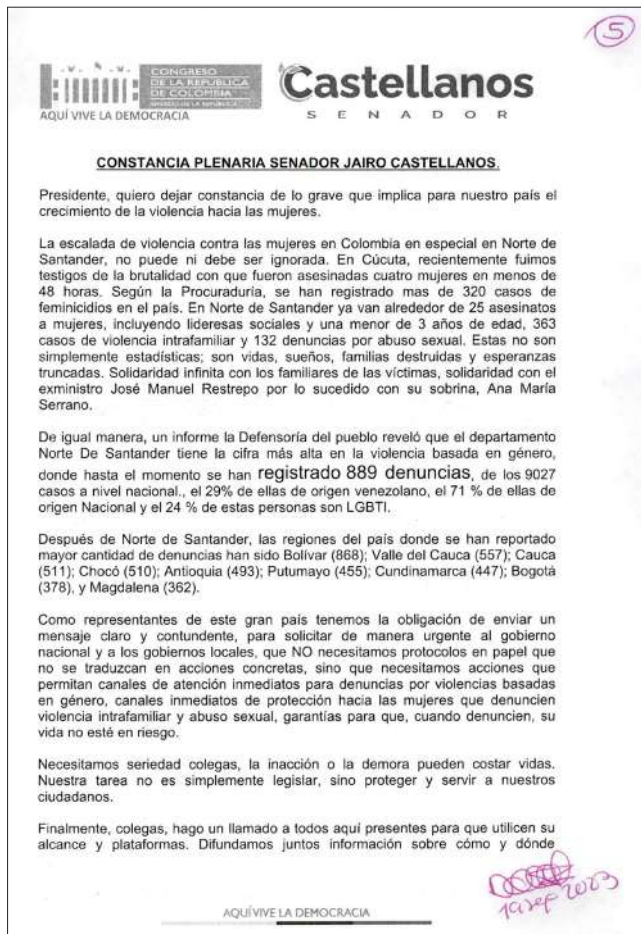 5
CONGRESO
DE LA REPÚBLICA
DE COLOMBIA
AQUÍ VIVE LA DEMOCRACIA
Castellanos
SENADOR
CONSTANCIA PLENARIA SENADOR JAIRO CASTELLANOS.
Presidente, quiero dejar constancia de lo grave que implica para nuestro país el
crecimiento de la violencia hacia las mujeres.
La escalada de violencia contra las mujeres en Colombia en especial en Norte de
Santander, no puede ni debe ser ignorada. En Cúcuta, recientemente fuimos
testigos de la brutalidad con que fueron asesinadas cuatro mujeres en menos de
48 horas. Según la Procuraduría, se han registrado mas de 320 casos de
feminicidios en el país. En Norte de Santander ya van alrededor de 25 asesinatos
a mujeres, incluyendo lideresas sociales y una menor de 3 años de edad, 363
casos de violencia intrafamiliar y 132 denuncias por abuso sexual. Estas no son
simplemente estadísticas; son vidas, sueños, familias destruidas y esperanzas
truncadas. Solidaridad infinita con los familiares de las víctimas, solidaridad con el
exministro José Manuel Restrepo por lo sucedido con su sobrina, Ana María
Serrano.
De igual manera, un informe la Defensoría del pueblo reveló que el departamento
Norte De Santander tiene la cifra más alta en la violencia basada en género,
donde hasta el momento se han registrado 889 denuncias, de los 9027
casos a nivel nacional., el 29% de ellas de origen venezolano, el 71 % de ellas de
origen Nacional y el 24 % de estas personas son LGBTI.
Después de Norte de Santander, las regiones del país donde se han reportado
mayor cantidad de denuncias han sido Bolívar (868); Valle del Cauca (557); Cauca
(511); Chocó (510); Antioquia (493); Putumayo (455); Cundinamarca (447); Bogotá
(378), y Magdalena (362).
Como representantes de este gran país tenemos la obligación de enviar un
mensaje claro y contundente, para solicitar de manera urgente al gobierno
nacional y a los gobiernos locales, que NO necesitamos protocolos en papel que
no se traduzcan en acciones concretas, sino que necesitamos acciones que
permitan canales de atención inmediatos para denuncias por violencias basadas
en género, canales inmediatos de protección hacia las mujeres que denuncien
violencia intrafamiliar y abuso sexual, garantías para que, cuando denuncien, su
vida no esté en riesgo.
Necesitamos seriedad colegas, la inacción o la demora pueden costar vidas.
Nuestra tarea no es simplemente legislar, sino proteger y servir a nuestros
ciudadanos.
Finalmente, colegas, hago un llamado a todos aquí presentes para que utilicen su
alcance y plataformas. Difundamos juntos información sobre cómo y dónde
19 sep 2023
AQUÍ VIVE LA DEMOCRACIA